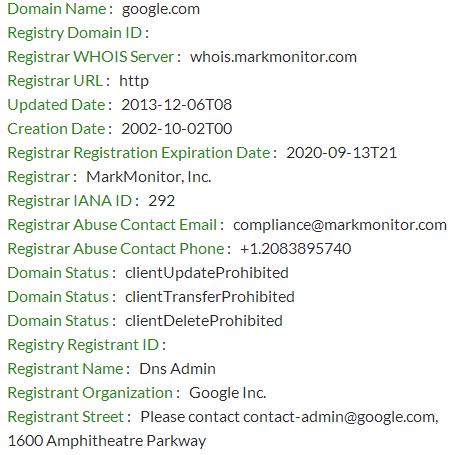 Domain Name : google.com
Registry Domain ID :
Registrar WHOIS Server : whois.markmonitor.com
Registrar URL : http
Updated Date : 2013-12-06T08
Creation Date : 2002-10-02T00
Registrar Registration Expiration Date : 2020-09-13T21
Registrar : MarkMonitor, Inc.
Registrar IANA ID : 292
Registrar Abuse Contact Email : compliance@markmonitor.com
Registrar Abuse Contact Phone : +1.2083895740
Domain Status : clientUpdateProhibited
Domain Status : clientTransferProhibited
Domain Status : clientDeleteProhibited
Registry Registrant ID :
Registrant Name : Dns Admin
Registrant Organization : Google Inc.
Registrant Street : Please contact contact-admin@google.com,
1600 Amphitheatre Parkway